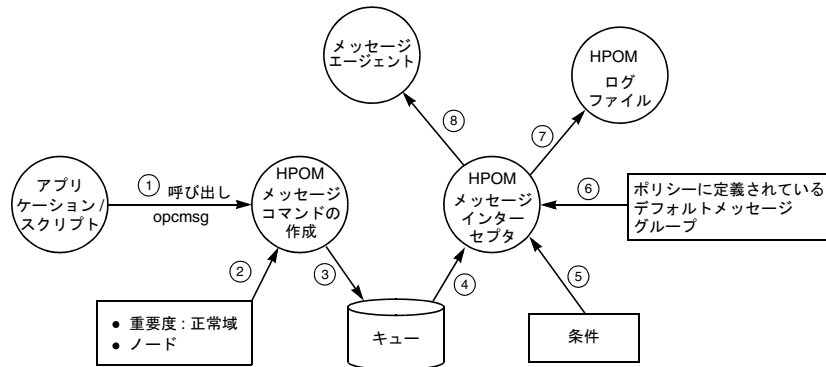 メッセージ
エージェント
HPOM
ログ
ファイル
⑧
⑦
アプリ
ケーション /
スクリプト
① 呼び出し
opcmsg
HPOM
メッセージ
コマンドの
作成
HPOM
メッセージ
インター
セプタ
⑥
ポリシーに定義されている
デフォルトメッセージ
グループ
②
③
④
⑤
● 重要度 : 正常域
● ノード
キュー
条件